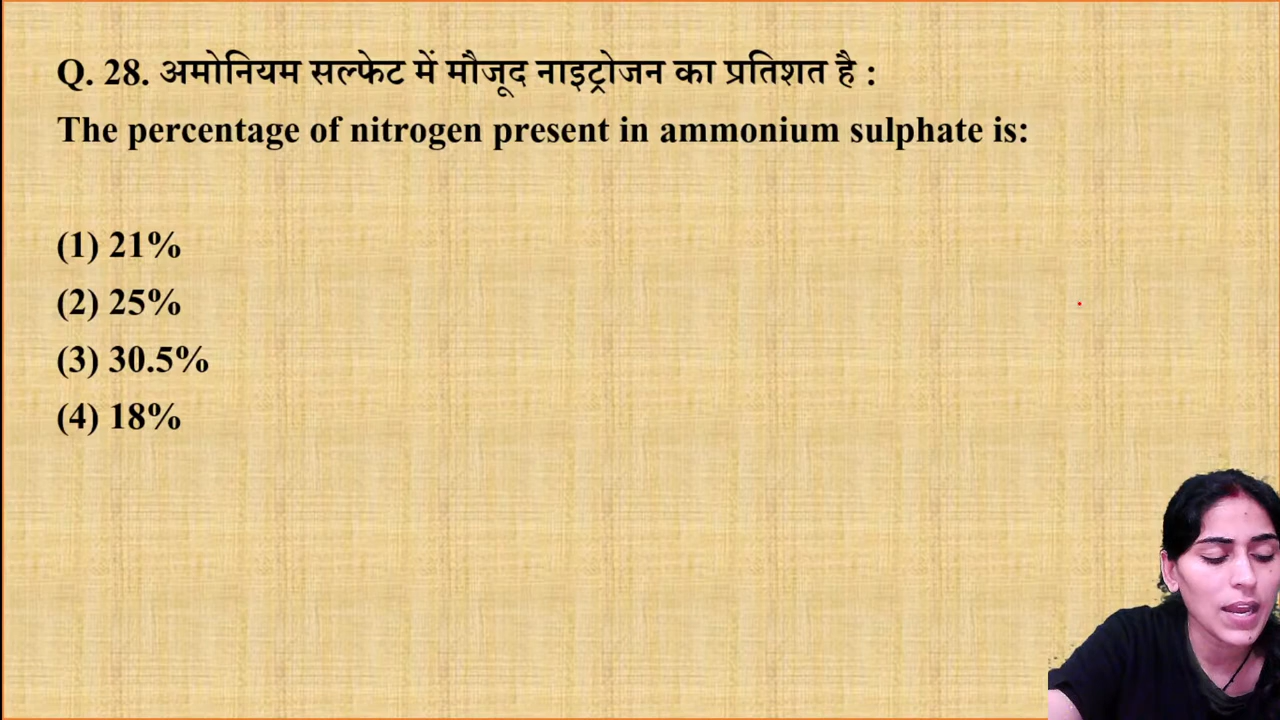 Q. 28. अमोनियम सल्फेट में मौजूद नाइट्रोजन का प्रतिशत है :
The percentage of nitrogen present in ammonium sulphate is:
(1) 21%
(2) 25%
(3) 30.5%
(4) 18%